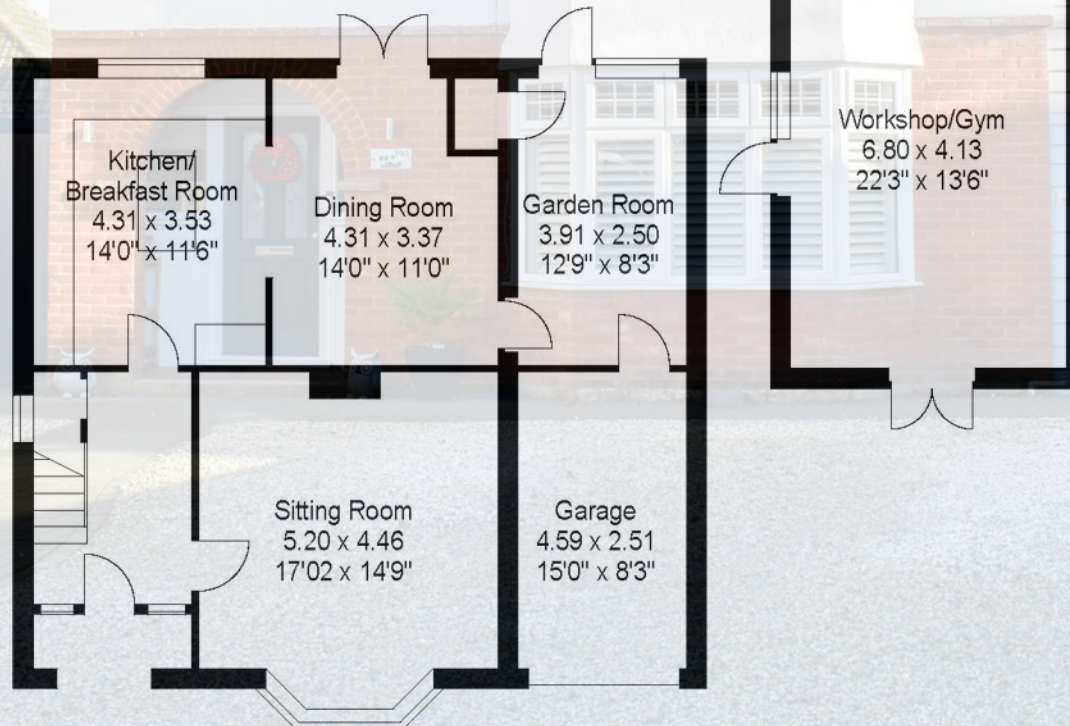 Kitchen/
Breakfast Room
4.31 x 3.53
14'0" x 11'6"
Dining Room
4.31 x 3.37
14'0" x 11'0"
Garden Room
3.91 x 2.50
12'9" x 8'3"
Workshop/Gym
6.80 x 4.13
22'3" x 13'6"
Sitting Room
5.20 x 4.46
17'02 x 14'9"
Garage
4.59 x 2.51
15'0" x 8'3"